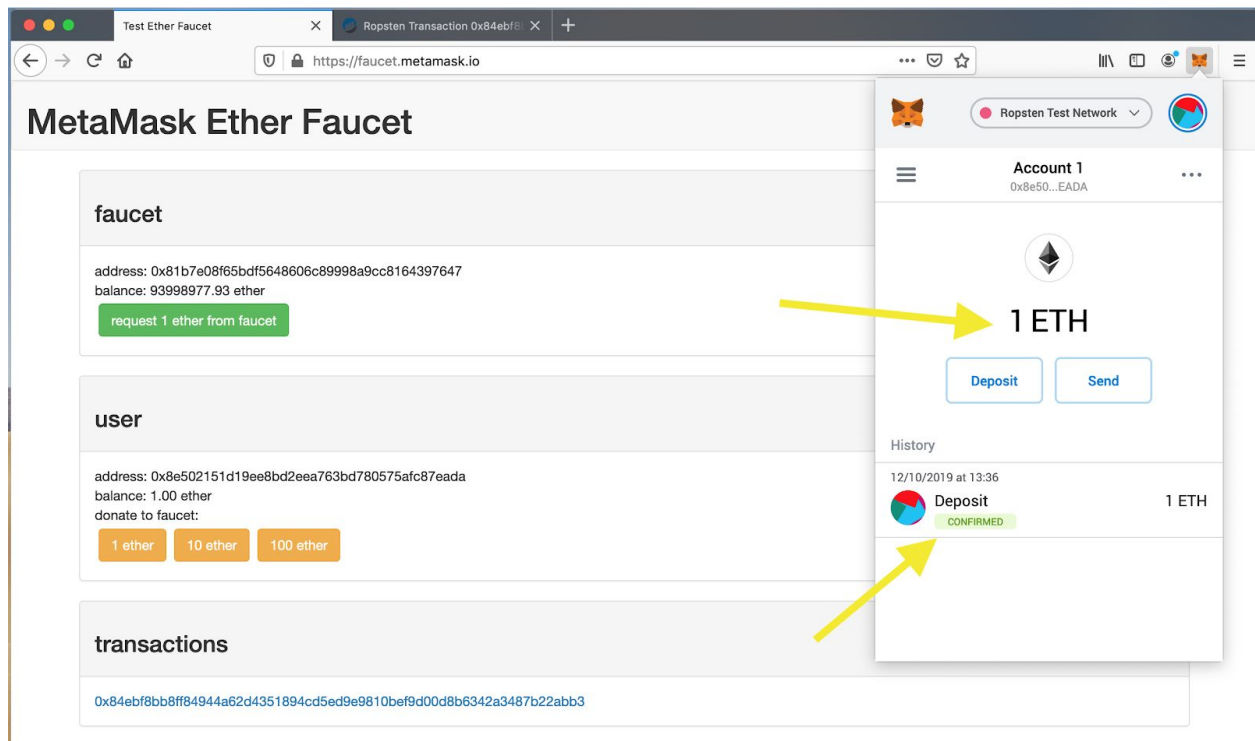 Test Ether Faucet
Ropsten Transaction 0x84ebf8
https://faucet.metamask.io
MetaMask Ether Faucet
faucet
address: 0x81b7e08f65bdf5648606c89998a9cc8164397647
balance: 93998977.93 ether
request 1 ether from faucet
user
address: 0x8e502151d19ee8bd2eea763bd780575afc87eada
balance: 1.00 ether
donate to faucet:
1 ether
10 ether
100 ether
transactions
0x84ebf8bb8ff84944a62d4351894cd5ed9e9810bef9d00d8b6342a3487b22abb3
Ropsten Test Network
Account 1
0x8e50...EADA
1 ETH
Deposit
Send
History
12/10/2019 at 13:36
Deposit 1 ETH
CONFIRMED